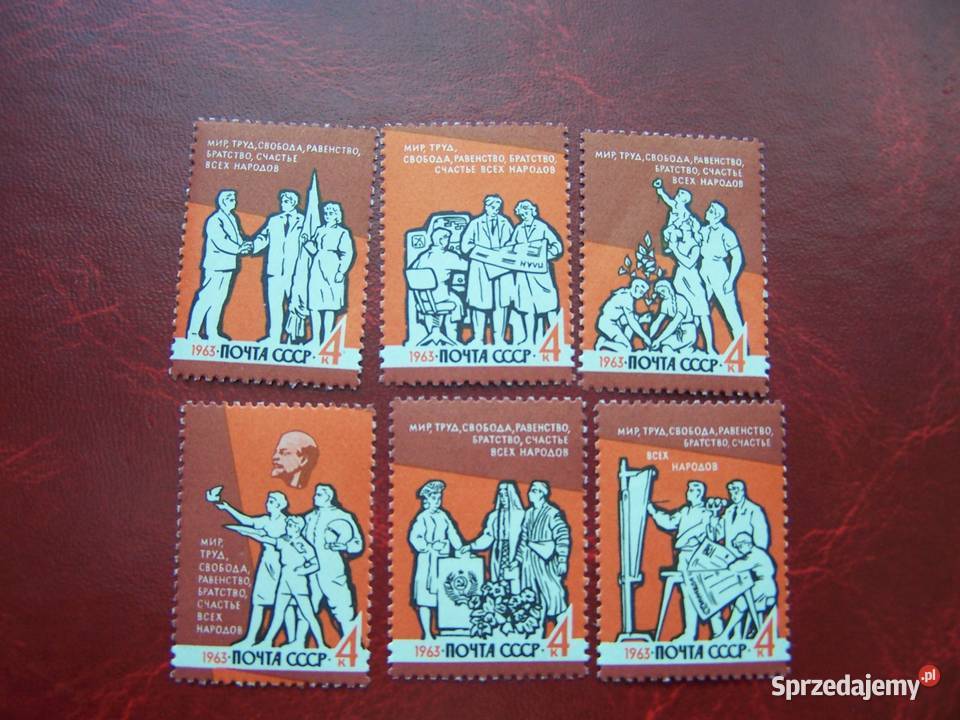 МИР, ТРУД, СВОБОДА, РАВЕНСТВО,
БРАТСТВО, СЧАСТЬЕ
ВСЕХ НАРОДОВ
1963·ПОЧТА СССР· 4
К
МИР, ТРУД,
СВОБОДА, РАВЕНСТВО, БРАТСТВО,
СЧАСТЬЕ ВСЕХ НАРОДОВ
ПЛАН
1963·ПОЧТА СССР· 4
К
МИР, ТРУД, СВОБОДА, РАВЕНСТВО,
БРАТСТВО, СЧАСТЬЕ
ВСЕХ НАРОДОВ
1963·ПОЧТА СССР· 4
К
МИР,
ТРУД,
СВОБОДА,
РАВЕНСТВО,
БРАТСТВО,
СЧАСТЬЕ
ВСЕХ
НАРОДОВ
1963·ПОЧТА СССР· 4
К
МИР, ТРУД, СВОБОДА, РАВЕНСТВО,
БРАТСТВО, СЧАСТЬЕ
ВСЕХ НАРОДОВ
1963·ПОЧТА СССР· 4
К
МИР, ТРУД, СВОБОДА, РАВЕНСТВО,
БРАТСТВО, СЧАСТЬЕ
ВСЕХ
НАРОДОВ
1963·ПОЧТА СССР· 4
К
Sprzedajemy.pl